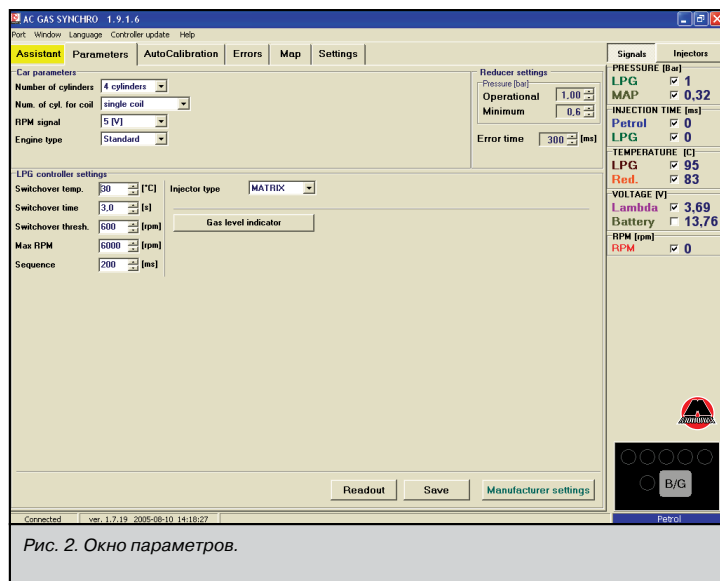 AC GAS SYNCHRO 1.9.1.6
Port Window Language Controller update Help
Assistant Parameters AutoCalibration Errors Map Settings
Signals Injectors
Car parameters
Number of cylinders 4 cylinders
Num. of cyl. for coil single coil
RPM signal 5 [V]
Engine type Standard
Reducer settings
Pressure [bar]
Operational 1,00
Minimum 0,6
Error time 300 [ms]
LPG controller settings
Switchover temp. 30 [°C]
Switchover time 3,0 [s]
Switchover thresh. 600 [rpm]
Max RPM 6000 [rpm]
Sequence 200 [ms]
Injector type MATRIX
Gas level indicator
PRESSURE [Bar]
LPG 1
MAP 0,32
INJECTION TIME [ms]
Petrol 0
LPG 0
TEMPERATURE [C]
LPG 95
Red. 83
VOLTAGE [V]
Lambda 3,69
Battery 13,76
RPM [rpm]
RPM 0
B/G
Readout Save Manufacturer settings
Connected ver. 1.7.19 2005-08-10 14:18:27 Petrol
Рис. 2. Окно параметров.